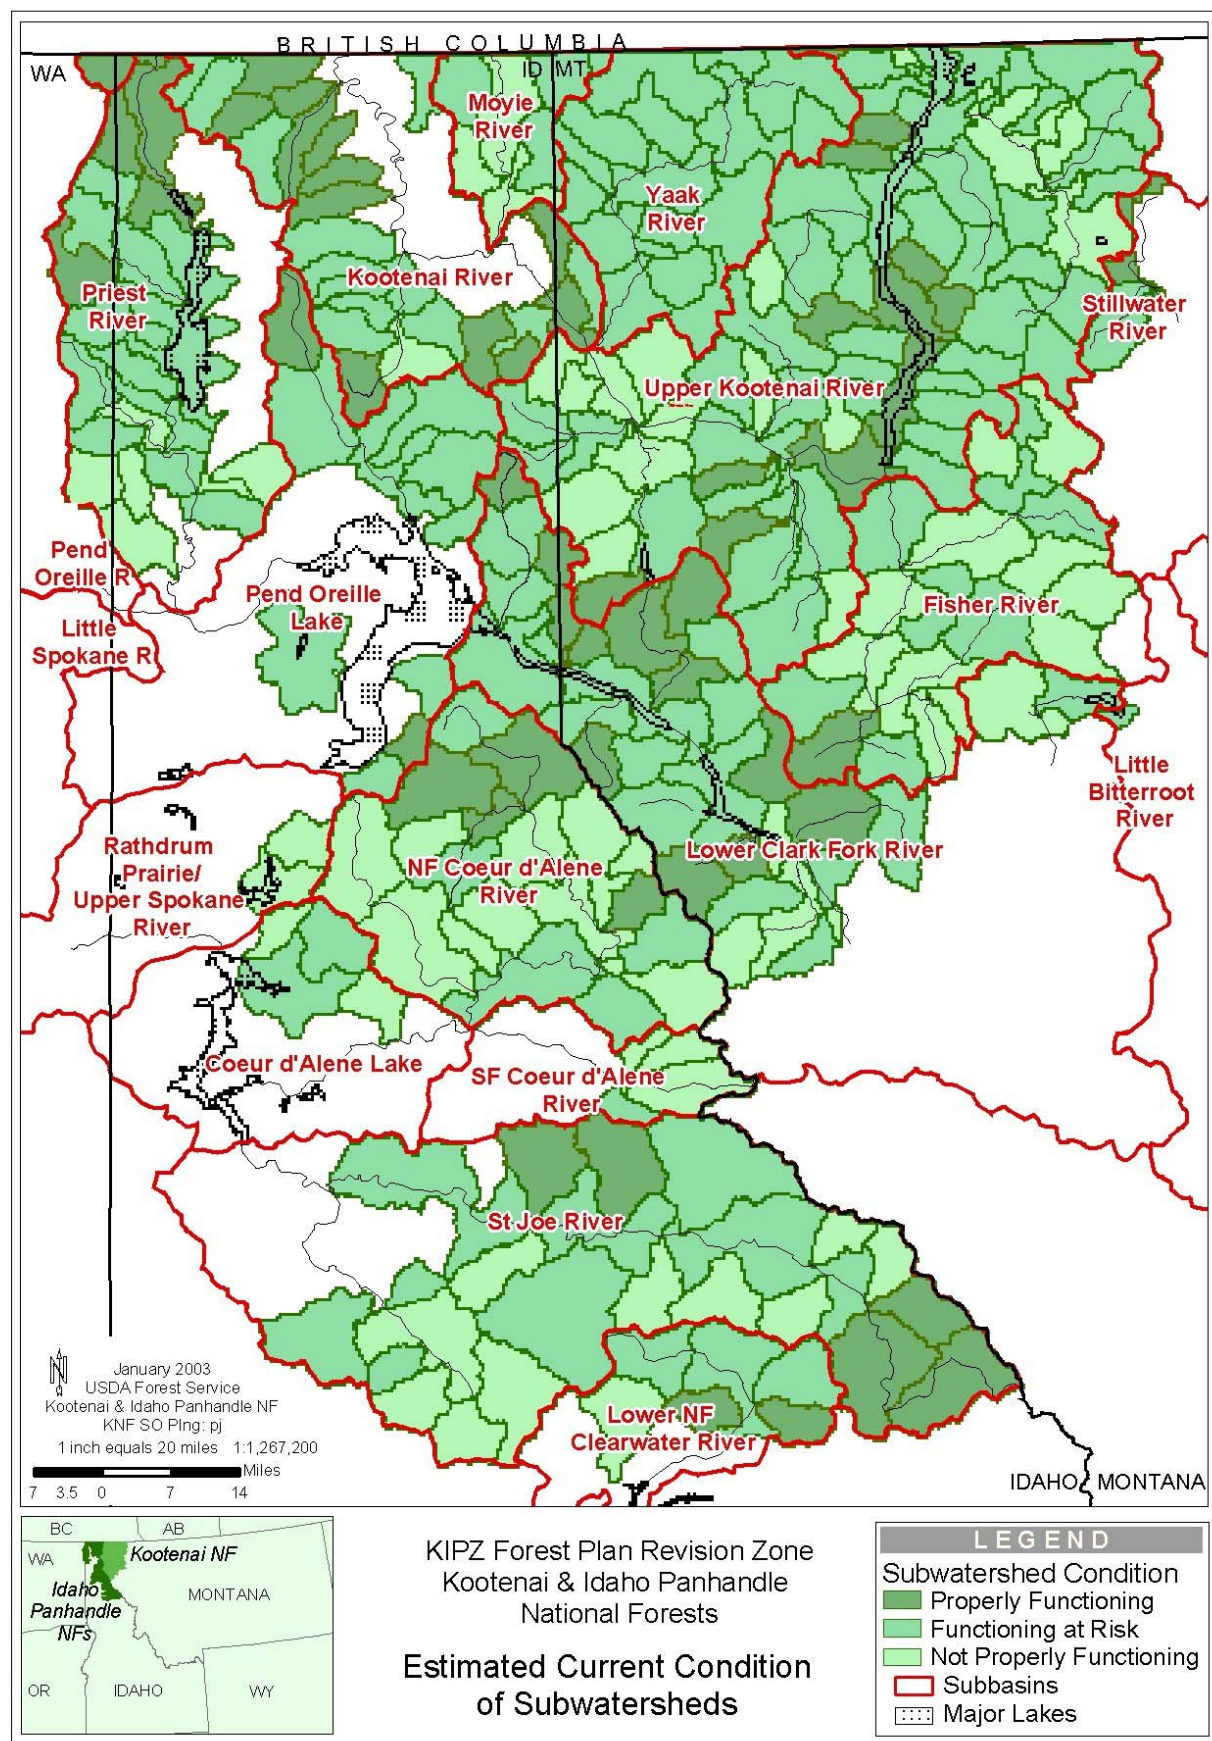 BRITISH COLUMBIA
WA
ID MT
Moyie
River
Yaak
River
Kootenai River
Priest
River
Stillwater
River
Upper Kootenai River
Pend
Oreille R
Pend Oreille
Lake
Fisher River
Little
Spokane R
Little
Bitterroot
River
Rathdrum
Prairie/
Upper Spokane
River
NF Coeur d'Alene
River
Lower Clark Fork River
Coeur d'Alene Lake
SF Coeur d'Alene
River
St Joe River
Lower NF
Clearwater River
N
January 2003
USDA Forest Service
Kootenai & Idaho Panhandle NF
KNF SO Plng: pj
1 inch equals 20 miles 1:1,267,200
Miles
7 3.5 0 7 14
IDAHO MONTANA
BC AB
WA
Kootenai NF
Idaho
Panhandle
NFs
MONTANA
OR IDAHO WY
KIPZ Forest Plan Revision Zone
Kootenai & Idaho Panhandle
National Forests
Estimated Current Condition
of Subwatersheds
LEGEND
Subwatershed Condition
Properly Functioning
Functioning at Risk
Not Properly Functioning
Subbasins
Major Lakes